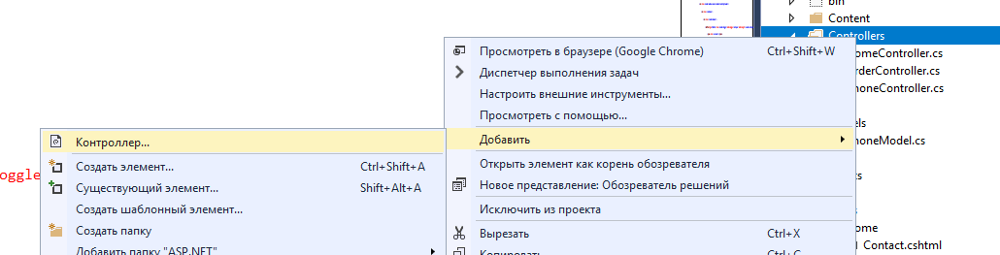 bin
Content
Controllers
Просмотреть в браузере (Google Chrome) Ctrl+Shift+W
omeController.cs
Диспетчер выполнения задач
rderController.cs
Настроить внешние инструменты...
honeController.cs
Просмотреть с помощью...
els
Контроллер...
Добавить
honeModel.cs
Создать элемент... Ctrl+Shift+A
Открыть элемент как корень обозревателя
oggle
ts
Существующий элемент... Shift+Alt+A
Новое представление: Обозреватель решений
Создать шаблонный элемент...
Исключить из проекта
s
Создать папку
Вырезать Ctrl+X
ome
Добавить папку "ASP.NET"
Копировать Ctrl+C
Contact.cshtml